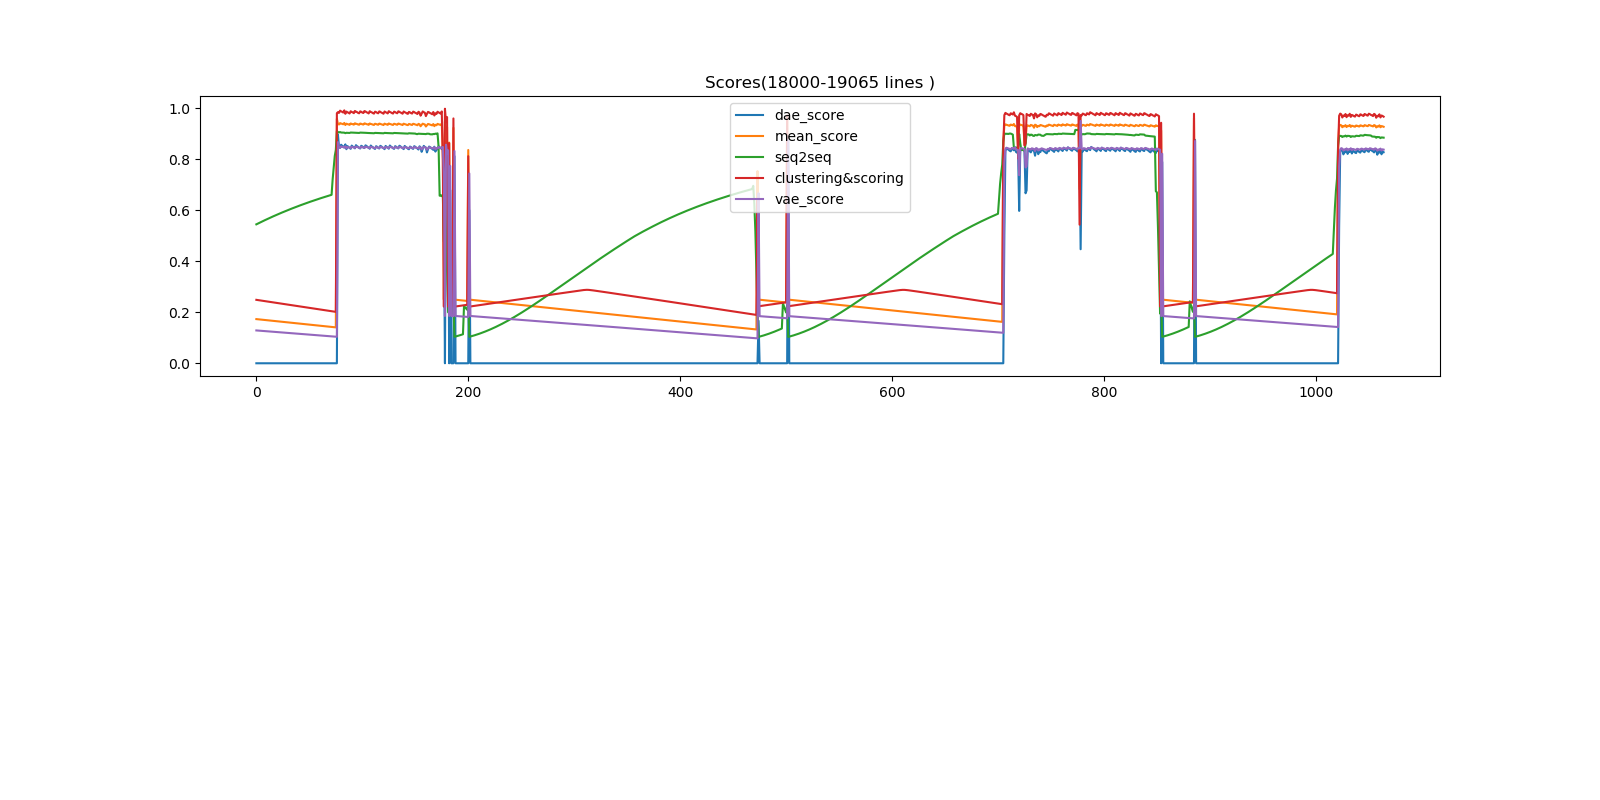 Scores(18000-19065 lines )
1.0
0.8
0.6
0.4
0.2
0.0
dae_score
mean_score
seq2seq
clustering&scoring
vae_score
0 200 400 600 800 1000